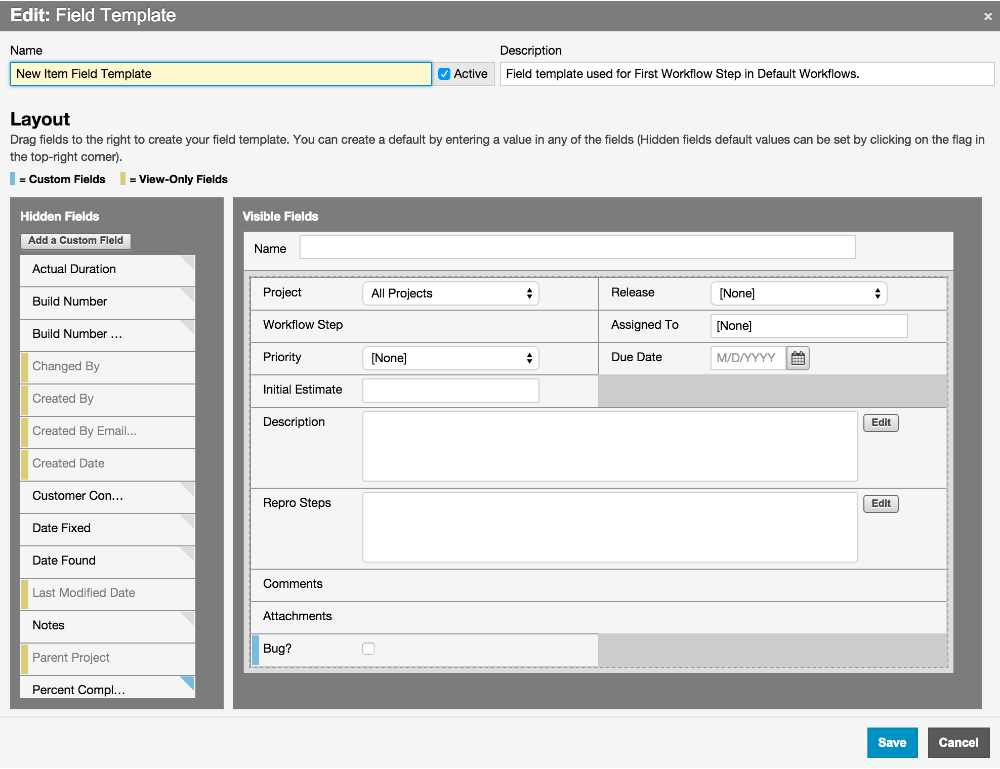 Edit: Field Template ×
Name
Description
New Item Field Template
Active
Field template used for First Workflow Step in Default Workflows.
Layout
Drag fields to the right to create your field template. You can create a default by entering a value in any of the fields (Hidden fields default values can be set by clicking on the flag in
the top-right corner).
= Custom Fields = View-Only Fields
Hidden Fields
Add a Custom Field
Actual Duration
Build Number
Build Number ...
Changed By
Created By
Created By Email...
Created Date
Customer Con...
Date Fixed
Date Found
Last Modified Date
Notes
Parent Project
Percent Compl...
Visible Fields
Name
Project All Projects Release [None]
Workflow Step Assigned To [None]
Priority [None] Due Date M/D/YYYY
Initial Estimate
Description Edit
Repro Steps Edit
Comments
Attachments
Bug?
Save Cancel